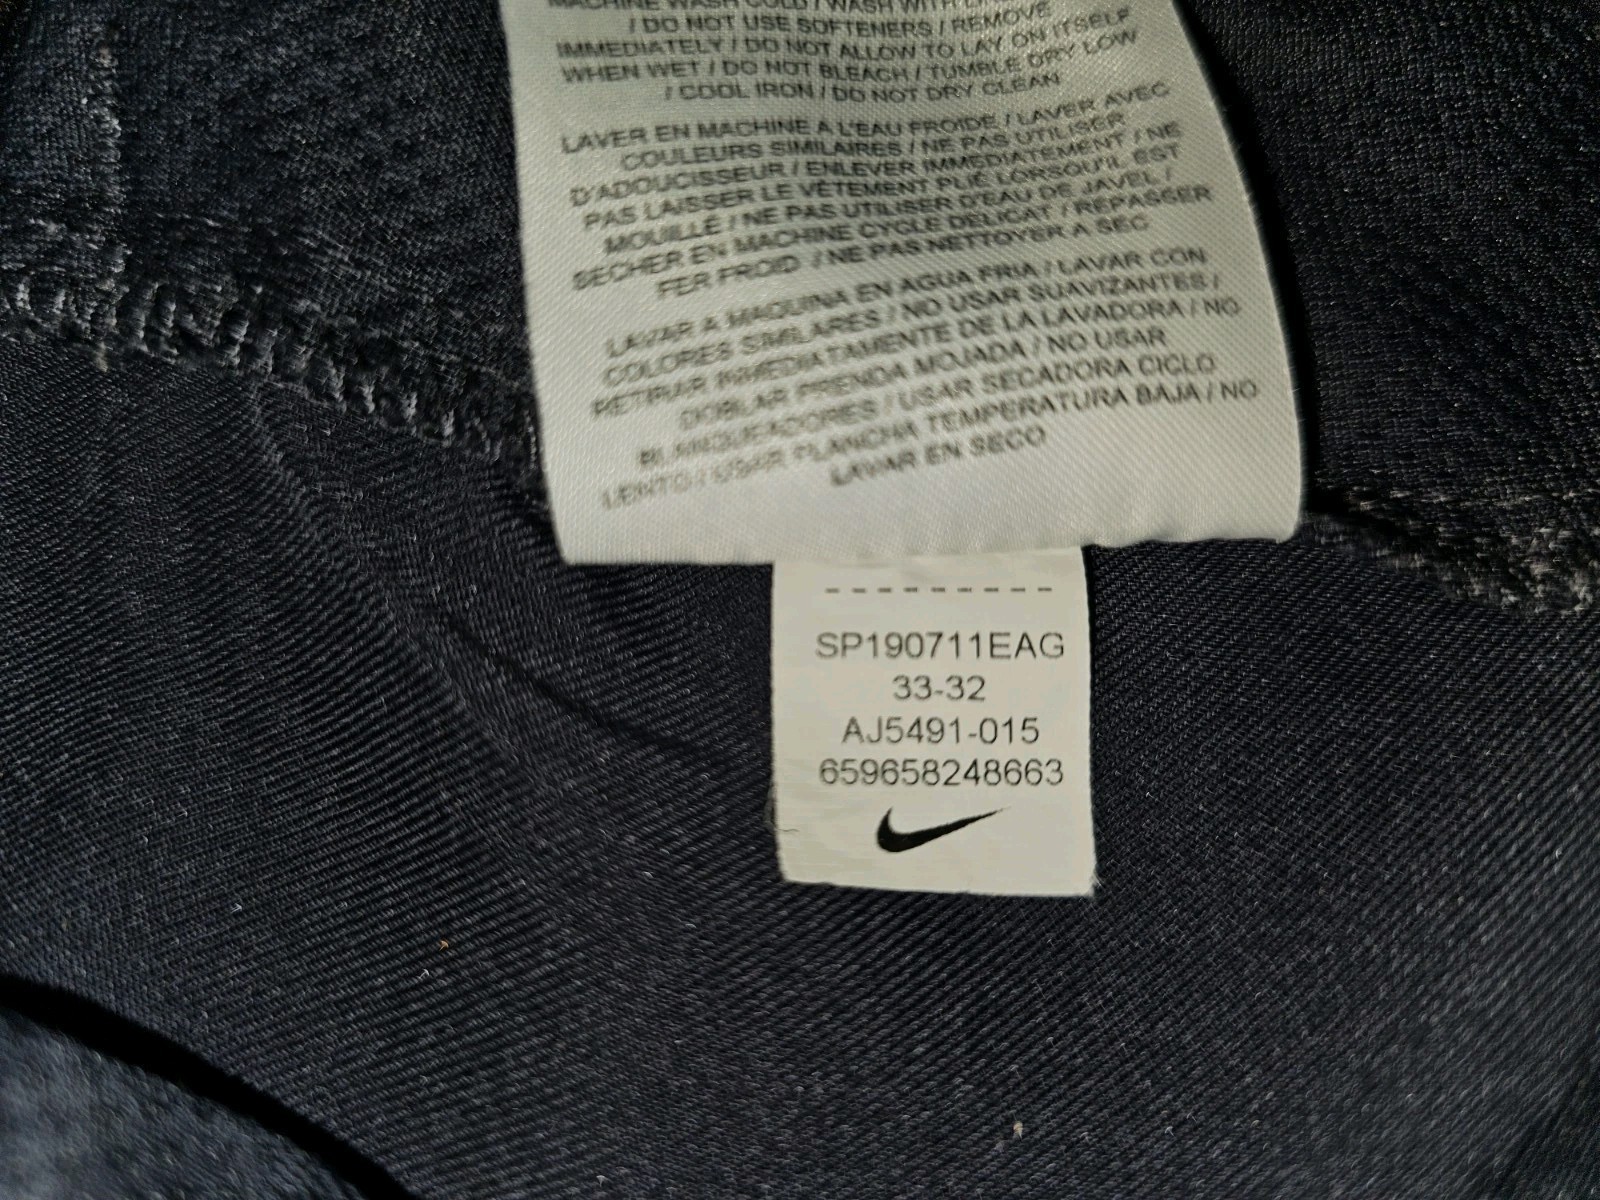 MACHINE WASH COLD / WASH WITH
/ DO NOT USE SOFTENERS / REMOVE
IMMEDIATELY / DO NOT ALLOW TO LAY ON ITSELF
WHEN WET / DO NOT BLEACH / TUMBLE DRY LOW
/ COOL IRON / DO NOT DRY CLEAN
LAVER EN MACHINE A L'EAU FROIDE / LAVER AVEC
COULEURS SIMILAIRES / NE PAS UTILISER
D'ADOUCISSEUR / ENLEVER IMMEDIATEMENT / NE
PAS LAISSER LE VÊTEMENT PLIÉ LORSQU'IL EST
MOUILLÉ / NE PAS UTILISER D'EAU DE JAVEL /
SECHER EN MACHINE CYCLE DELICAT / REPASSER
FER FROID / NE PAS NETTOYER A SEC
LAVAR A MAQUINA EN AGUA FRIA / LAVAR CON
COLORES SIMILARES / NO USAR SUAVIZANTES /
RETIRAR INMEDIATAMENTE DE LA LAVADORA / NO
DOBLAR PRENDA MOJADA / NO USAR
BLANQUEADORES / USAR SECADORA CICLO
LENTO / USAR PLANCHA TEMPERATURA BAJA / NO
LAVAR EN SECO
----------
SP190711EAG
33-32
AJ5491-015
659658248663